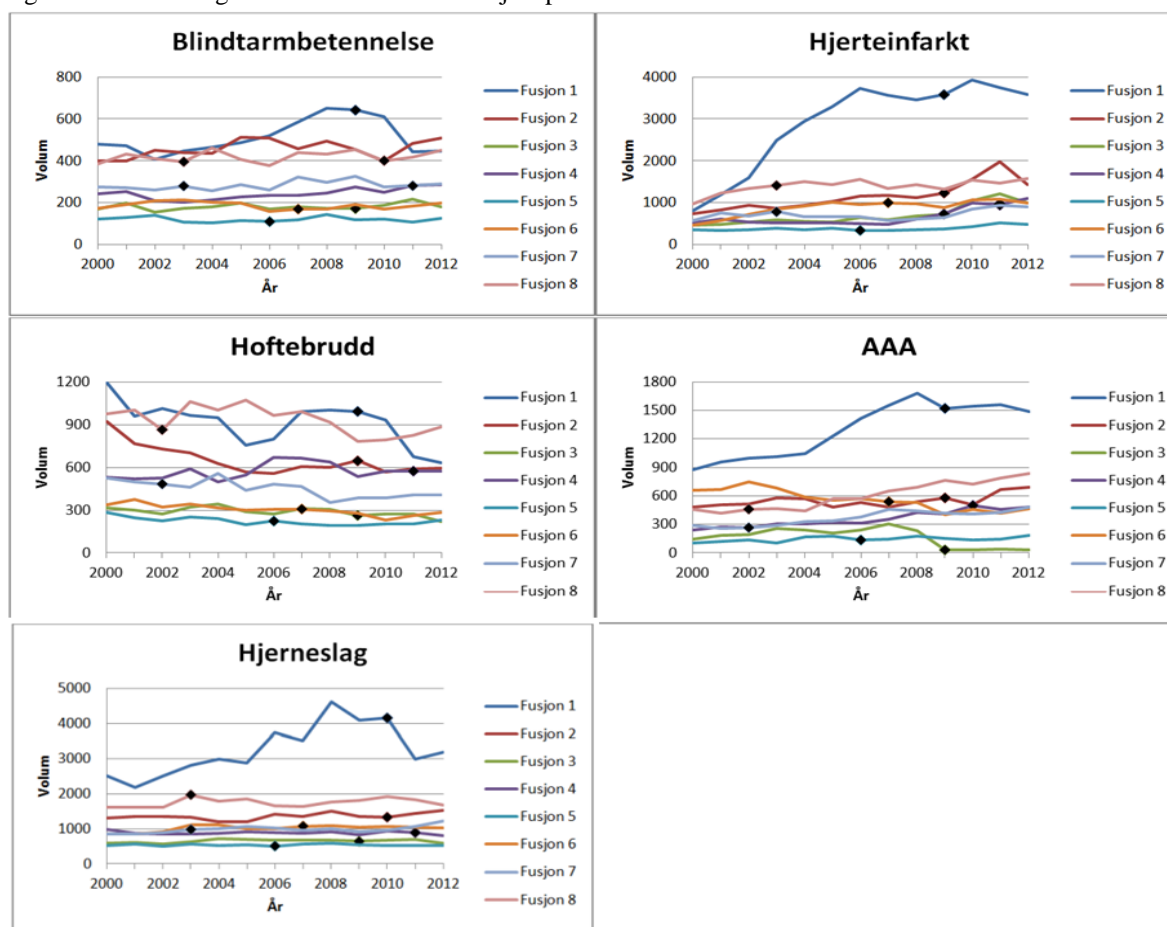 Blindtarmbetennelse
800
600
400
200
0
Volum
2000 2002 2004 2006 2008 2010 2012
År
Fusjon 1
Fusjon 2
Fusjon 3
Fusjon 4
Fusjon 5
Fusjon 6
Fusjon 7
Fusjon 8
Hjerteinfarkt
4000
3000
2000
1000
0
Volum
2000 2002 2004 2006 2008 2010 2012
År
Fusjon 1
Fusjon 2
Fusjon 3
Fusjon 4
Fusjon 5
Fusjon 6
Fusjon 7
Fusjon 8
Hoftebrudd
1200
900
600
300
0
Volum
2000 2002 2004 2006 2008 2010 2012
År
Fusjon 1
Fusjon 2
Fusjon 3
Fusjon 4
Fusjon 5
Fusjon 6
Fusjon 7
Fusjon 8
AAA
1800
1500
1200
900
600
300
0
Volum
2000 2002 2004 2006 2008 2010 2012
År
Fusjon 1
Fusjon 2
Fusjon 3
Fusjon 4
Fusjon 5
Fusjon 6
Fusjon 7
Fusjon 8
Hjerneslag
5000
4000
3000
2000
1000
0
Volum
2000 2002 2004 2006 2008 2010 2012
År
Fusjon 1
Fusjon 2
Fusjon 3
Fusjon 4
Fusjon 5
Fusjon 6
Fusjon 7
Fusjon 8